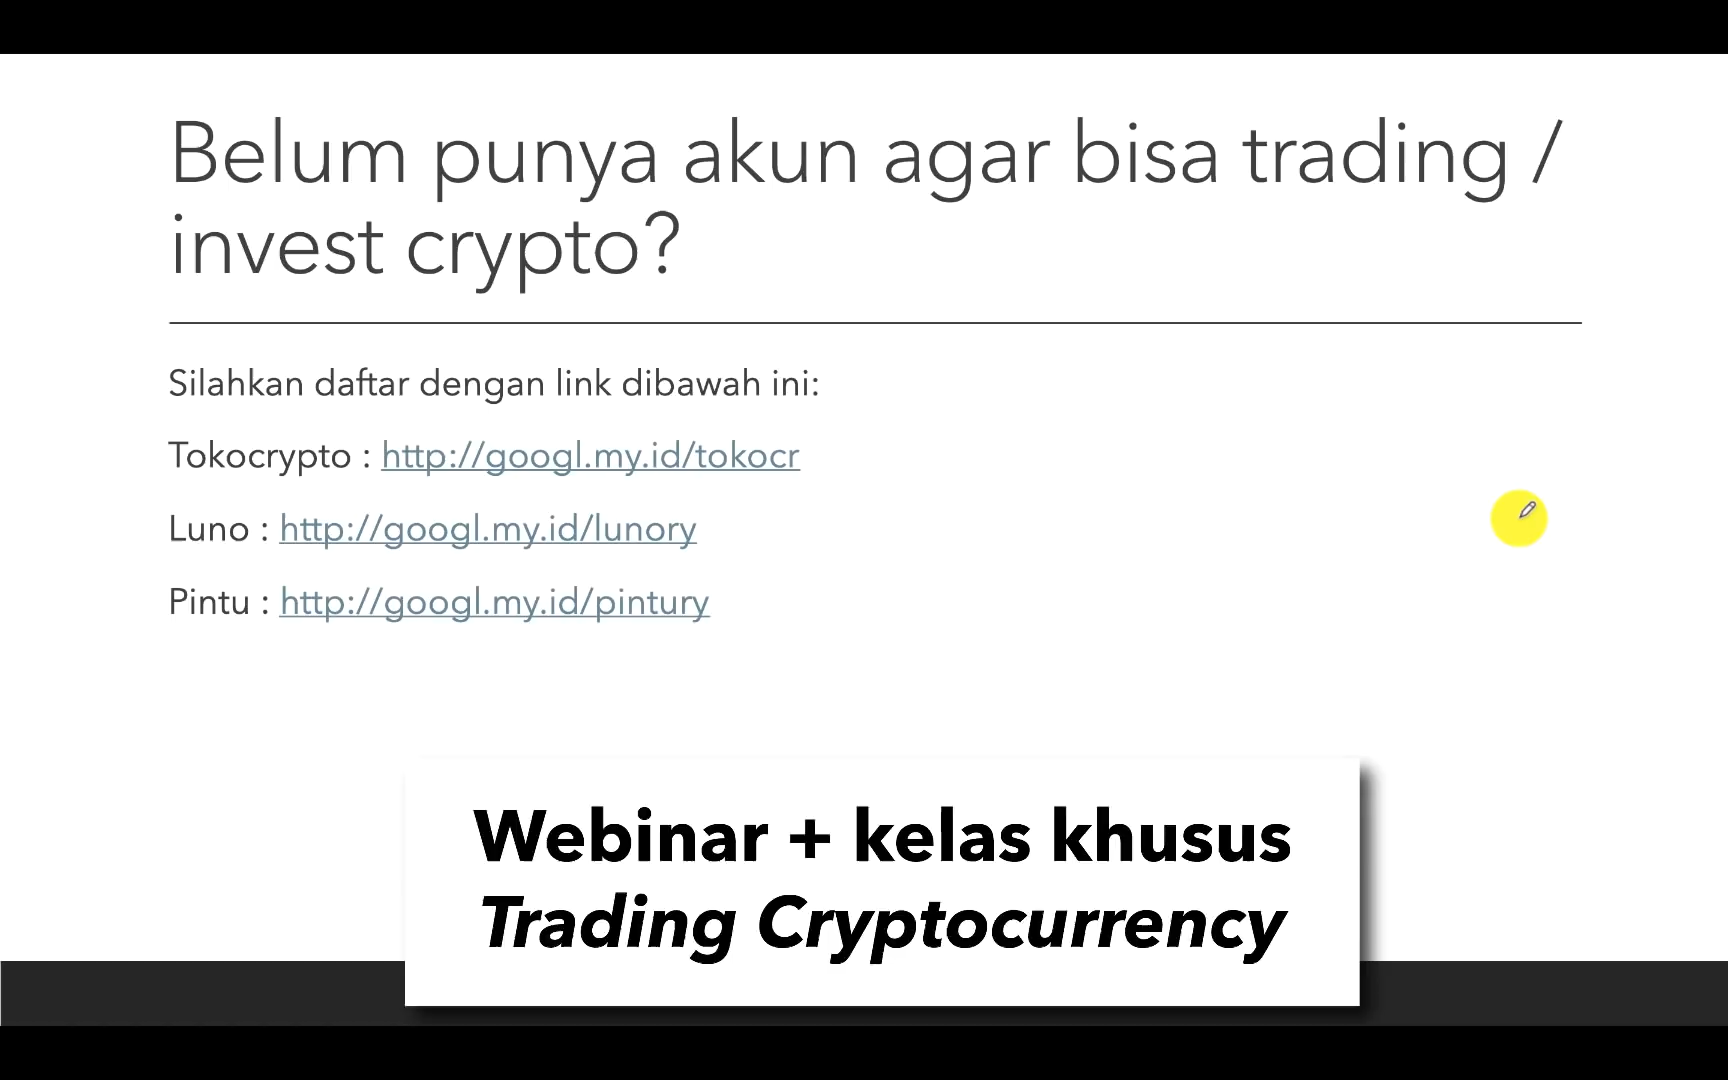 Belum punya akun agar bisa trading /
invest crypto?
Silahkan daftar dengan link dibawah ini:
Tokocrypto : http://googl.my.id/tokocr
Luno : http://googl.my.id/lunory
Pintu : http://googl.my.id/pintury
Webinar + kelas khusus
Trading Cryptocurrency